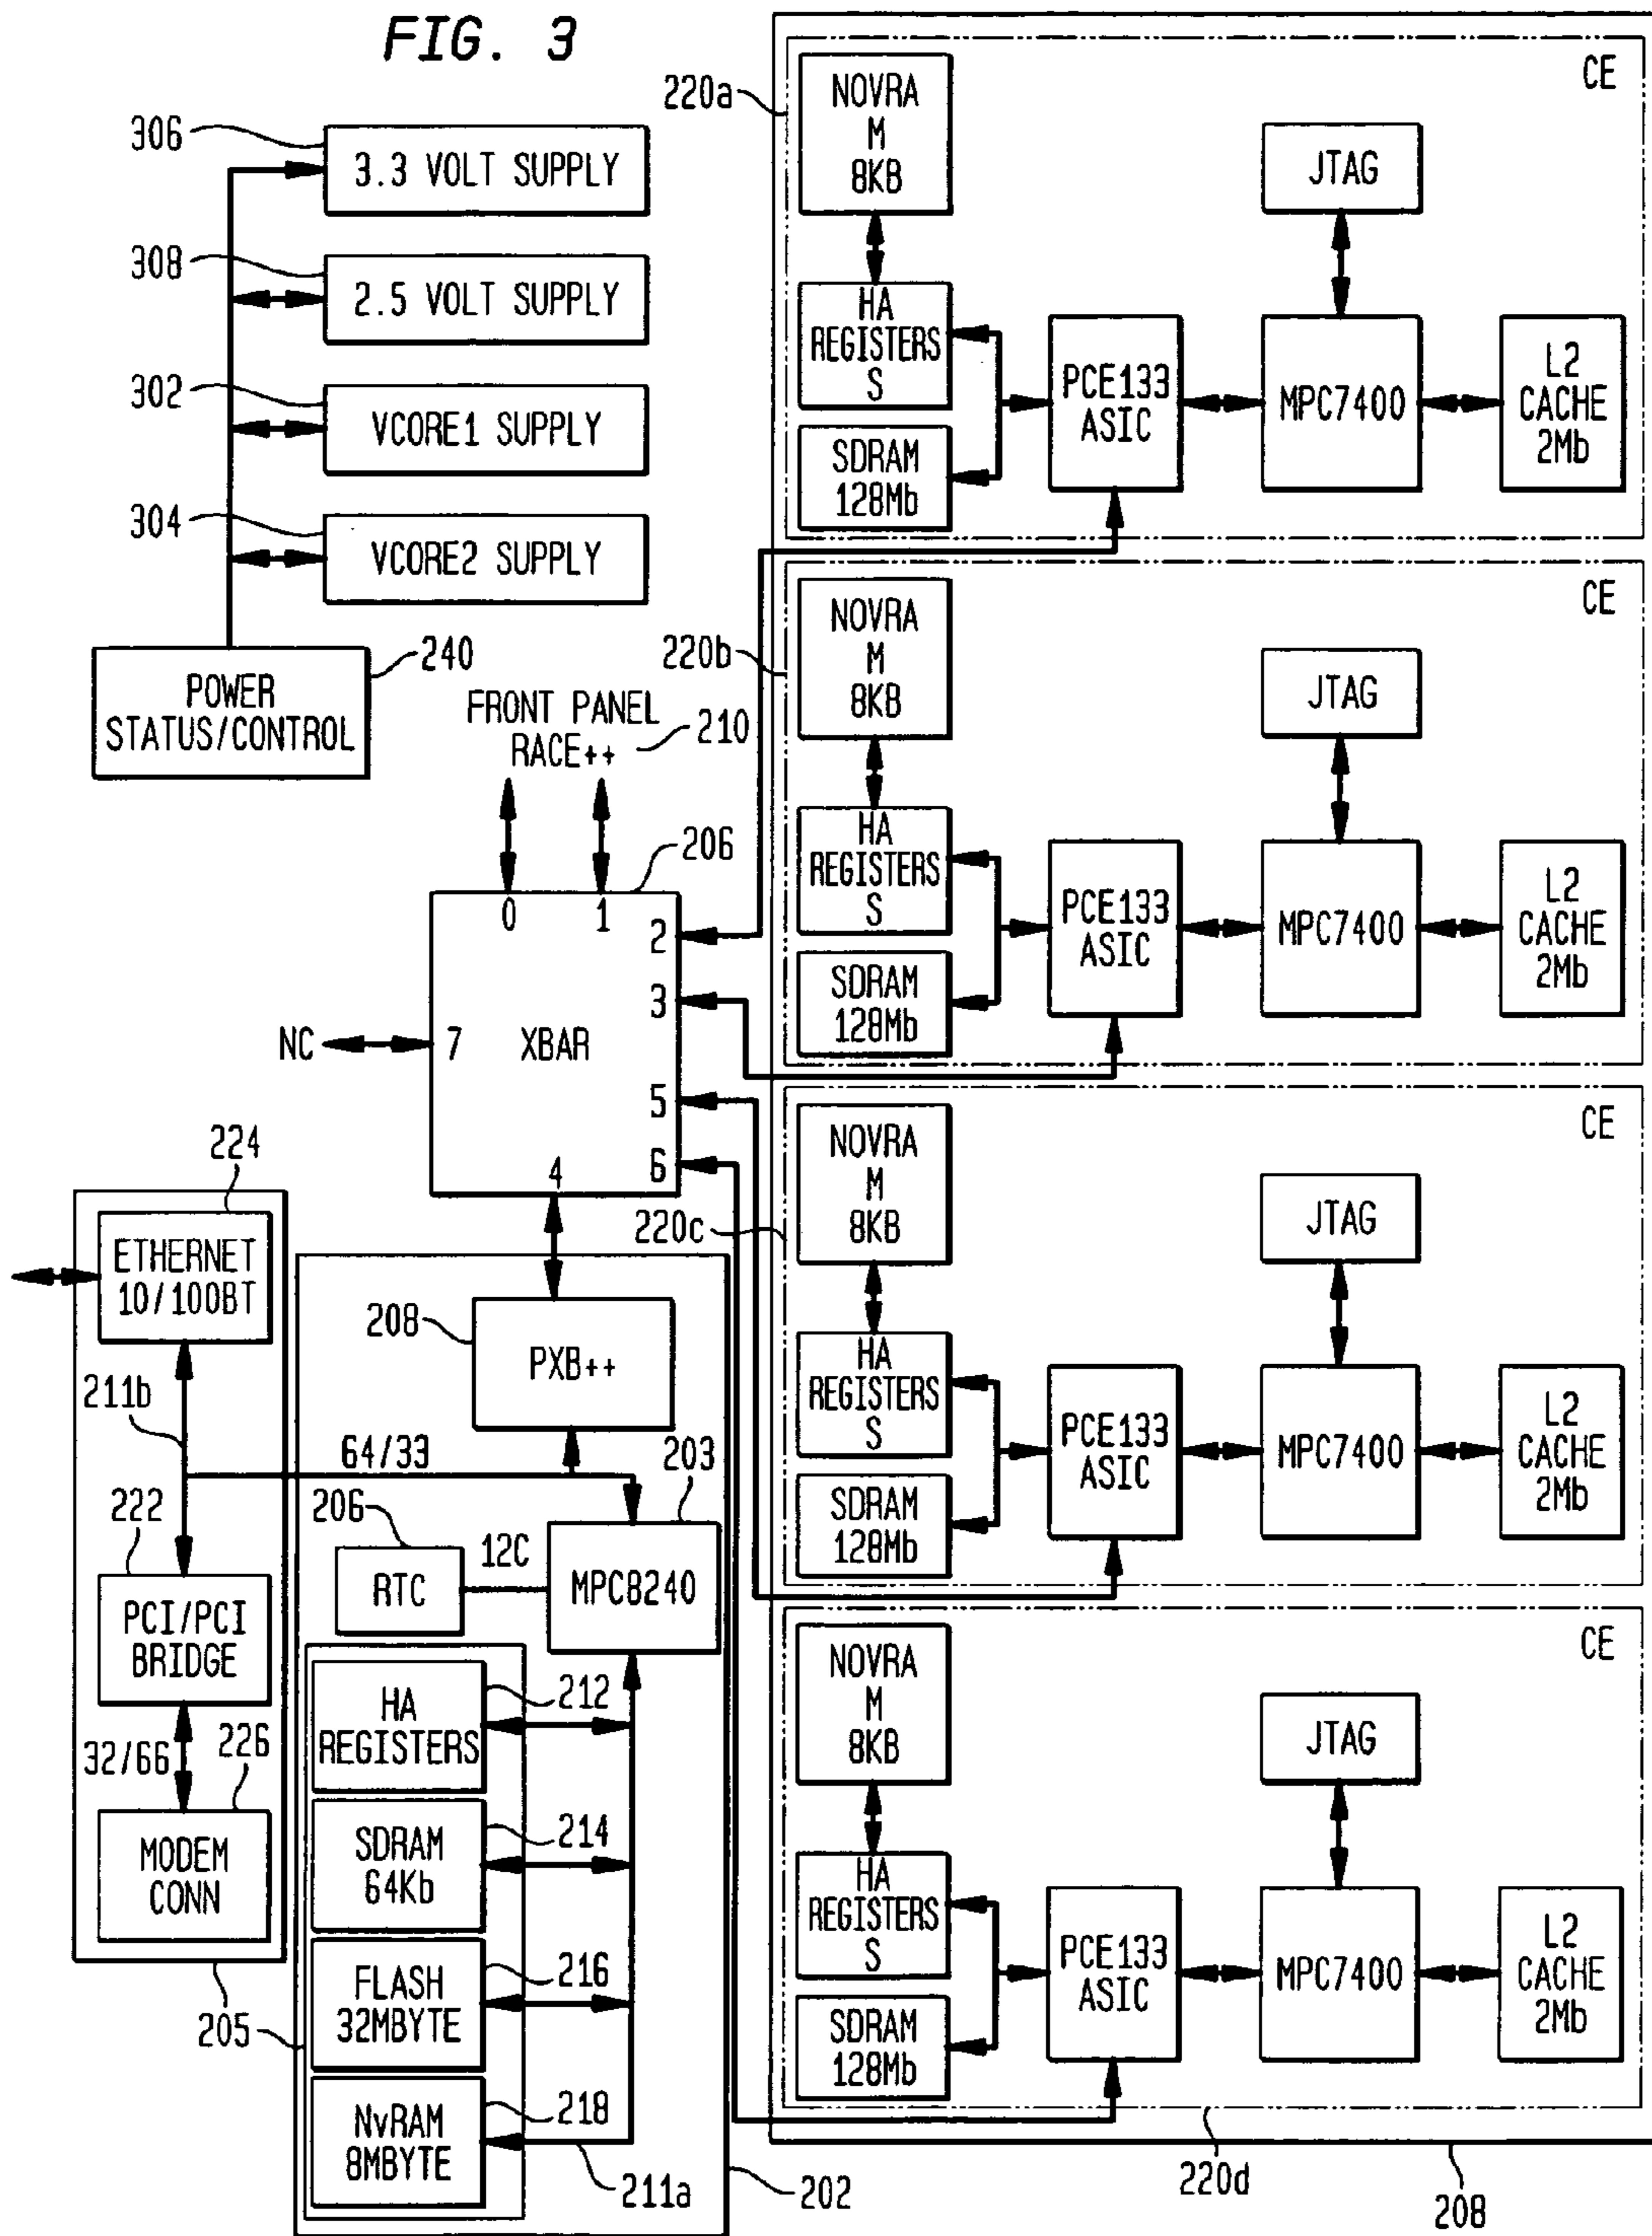 FIG. 3
306
3.3 VOLT SUPPLY
308
2.5 VOLT SUPPLY
302
VCORE1 SUPPLY
304
VCORE2 SUPPLY
240
POWER
STATUS/CONTROL
FRONT PANEL
RACE++
210
206
0
1
2
3
NC
7
XBAR
5
6
4
224
ETHERNET
10/100BT
211b
222
PCI/PCI
BRIDGE
32/66
226
MODEM
CONN
205
208
PXB++
64/33
203
206
RTC
12C
MPC8240
HA
REGISTERS
212
SDRAM
64Kb
214
FLASH
32MBYTE
216
NvRAM
8MBYTE
218
211a
202
220a
CE
NOVRA
M
8KB
JTAG
HA
REGISTERS
S
SDRAM
128Mb
PCE133
ASIC
MPC7400
L2
CACHE
2Mb
220b
CE
NOVRA
M
8KB
JTAG
HA
REGISTERS
S
SDRAM
128Mb
PCE133
ASIC
MPC7400
L2
CACHE
2Mb
220c
CE
NOVRA
M
8KB
JTAG
HA
REGISTERS
S
SDRAM
128Mb
PCE133
ASIC
MPC7400
L2
CACHE
2Mb
CE
NOVRA
M
8KB
JTAG
HA
REGISTERS
S
SDRAM
128Mb
PCE133
ASIC
MPC7400
L2
CACHE
2Mb
220d
208